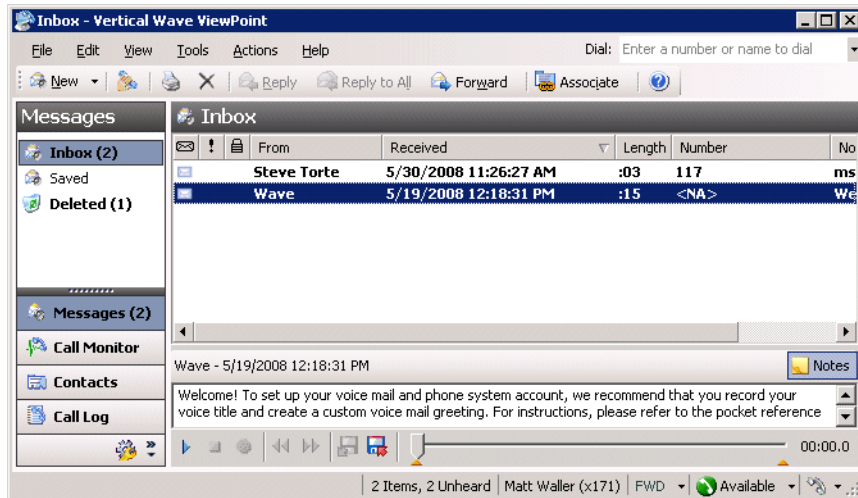 Inbox - Vertical Wave ViewPoint
File Edit View Tools Actions Help Dial: Enter a number or name to dial
New Reply Reply to All Forward Associate
Messages
Inbox
Inbox (2)
Saved
Deleted (1)
! From Received Length Number No
Steve Torte 5/30/2008 11:26:27 AM :03 117 ms
Wave 5/19/2008 12:18:31 PM :15 <NA> We
Messages (2)
Call Monitor
Contacts
Call Log
Wave - 5/19/2008 12:18:31 PM Notes
Welcome! To set up your voice mail and phone system account, we recommend that you record your
voice title and create a custom voice mail greeting. For instructions, please refer to the pocket reference
00:00.0
2 Items, 2 Unheard Matt Waller (x171) FWD Available